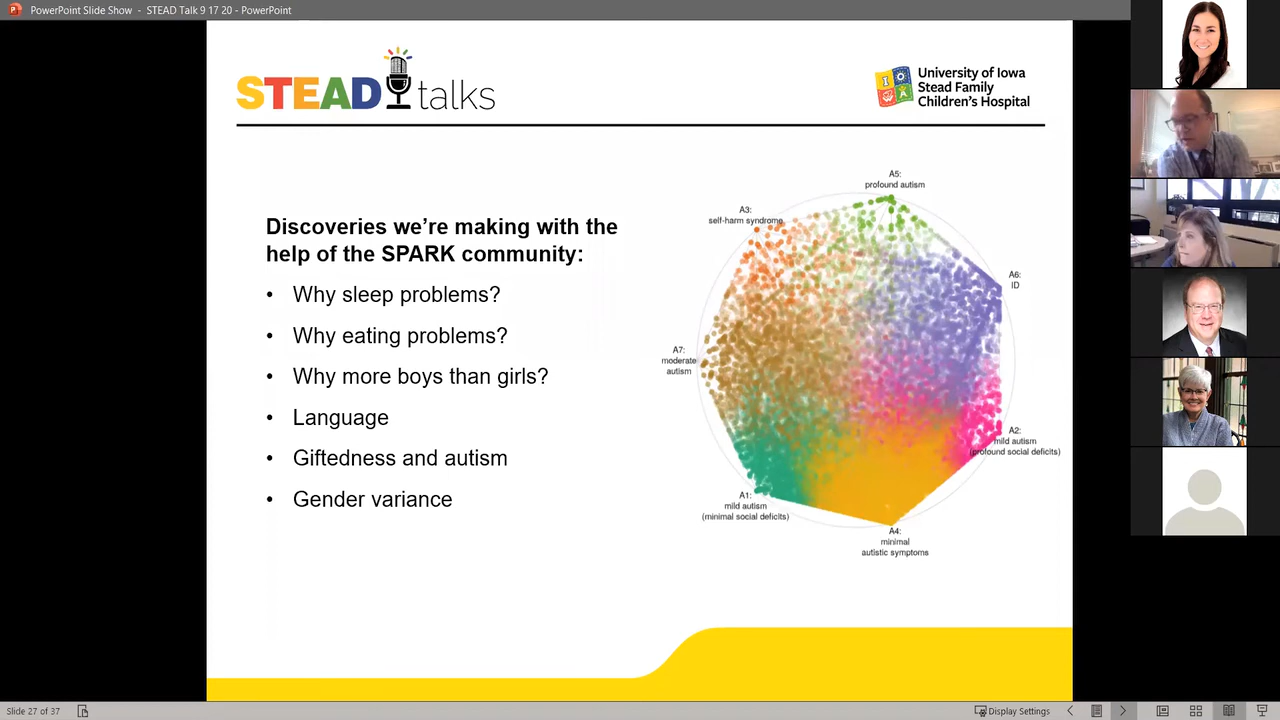 PowerPoint Slide Show - STEAD Talk 9 17 20 - PowerPoint
STEAD talks
University of Iowa
Stead Family
Children's Hospital
Discoveries we're making with the
help of the SPARK community:
• Why sleep problems?
• Why eating problems?
• Why more boys than girls?
• Language
• Giftedness and autism
• Gender variance
A5:
profound autism
A3:
self-harm syndrome
A6:
ID
A7:
moderate
autism
A2:
mild autism
(profound social deficits)
A1:
mild autism
(minimal social deficits)
A4:
minimal
autistic symptoms
Slide 27 of 37
Display Settings